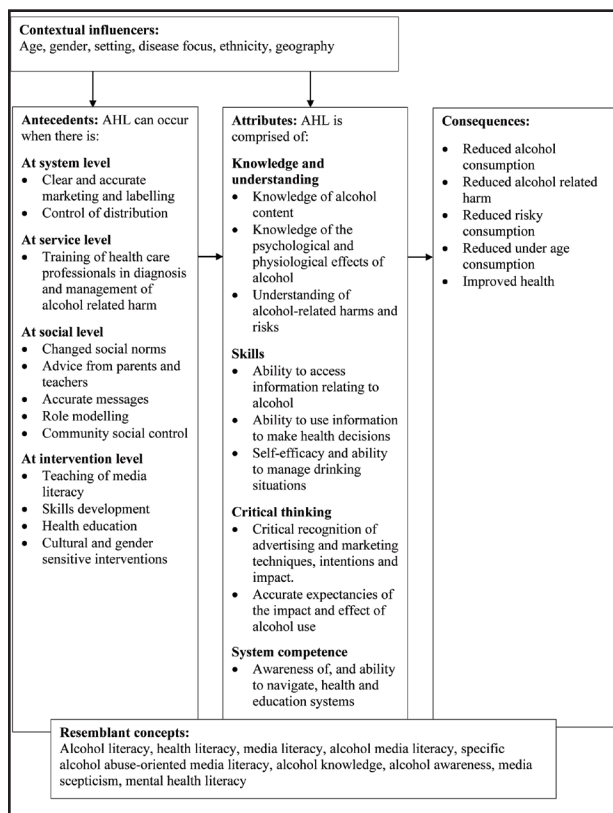 Contextual influencers:
Age, gender, setting, disease focus, ethnicity, geography
Antecedents: AHL can occur
when there is:
At system level
• Clear and accurate
marketing and labelling
• Control of distribution
At service level
• Training of health care
professionals in diagnosis
and management of
alcohol related harm
At social level
• Changed social norms
• Advice from parents and
teachers
• Accurate messages
• Role modelling
• Community social control
At intervention level
• Teaching of media
literacy
• Skills development
• Health education
• Cultural and gender
sensitive interventions
Attributes: AHL is
comprised of:
Knowledge and
understanding
• Knowledge of alcohol
content
• Knowledge of the
psychological and
physiological effects of
alcohol
• Understanding of
alcohol-related harms and
risks
Skills
• Ability to access
information relating to
alcohol
• Ability to use information
to make health decisions
• Self-efficacy and ability
to manage drinking
situations
Critical thinking
• Critical recognition of
advertising and marketing
techniques, intentions and
impact.
• Accurate expectancies of
the impact and effect of
alcohol use
System competence
• Awareness of, and ability
to navigate, health and
education systems
Consequences:
• Reduced alcohol
consumption
• Reduced alcohol related
harm
• Reduced risky
consumption
• Reduced under age
consumption
• Improved health
Resemblant concepts:
Alcohol literacy, health literacy, media literacy, alcohol media literacy, specific
alcohol abuse-oriented media literacy, alcohol knowledge, alcohol awareness, media
scepticism, mental health literacy